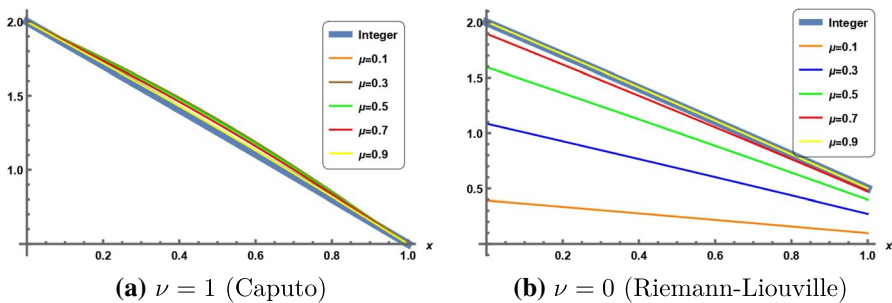 2.0
1.5
1.0
0.2 0.4 0.6 0.8 1.0 x
Integer
μ=0.1
μ=0.3
μ=0.5
μ=0.7
μ=0.9
(a) ν = 1 (Caputo)
2.0
1.5
1.0
0.5
0.2 0.4 0.6 0.8 1.0 x
Integer
μ=0.1
μ=0.3
μ=0.5
μ=0.7
μ=0.9
(b) ν = 0 (Riemann-Liouville)